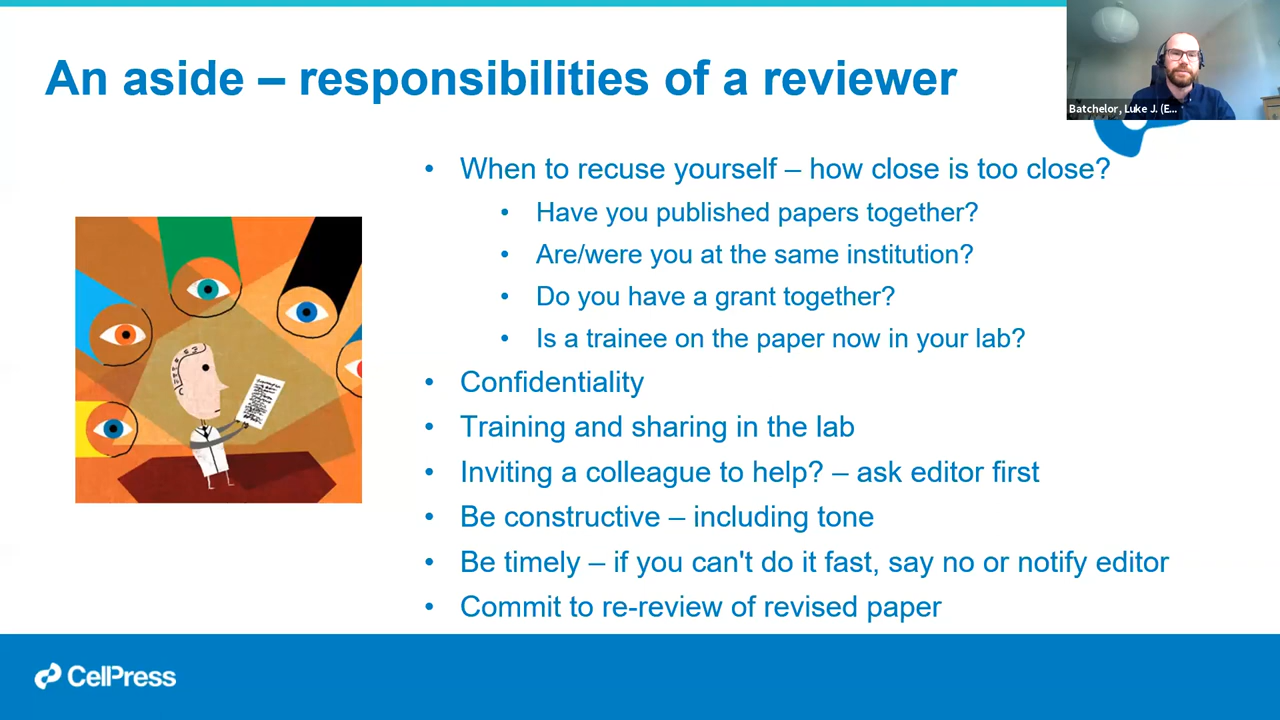 An aside – responsibilities of a reviewer
Batchelor, Luke J. (E...
• When to recuse yourself – how close is too close?
• Have you published papers together?
• Are/were you at the same institution?
• Do you have a grant together?
• Is a trainee on the paper now in your lab?
• Confidentiality
• Training and sharing in the lab
• Inviting a colleague to help? – ask editor first
• Be constructive – including tone
• Be timely – if you can't do it fast, say no or notify editor
• Commit to re-review of revised paper
CellPress